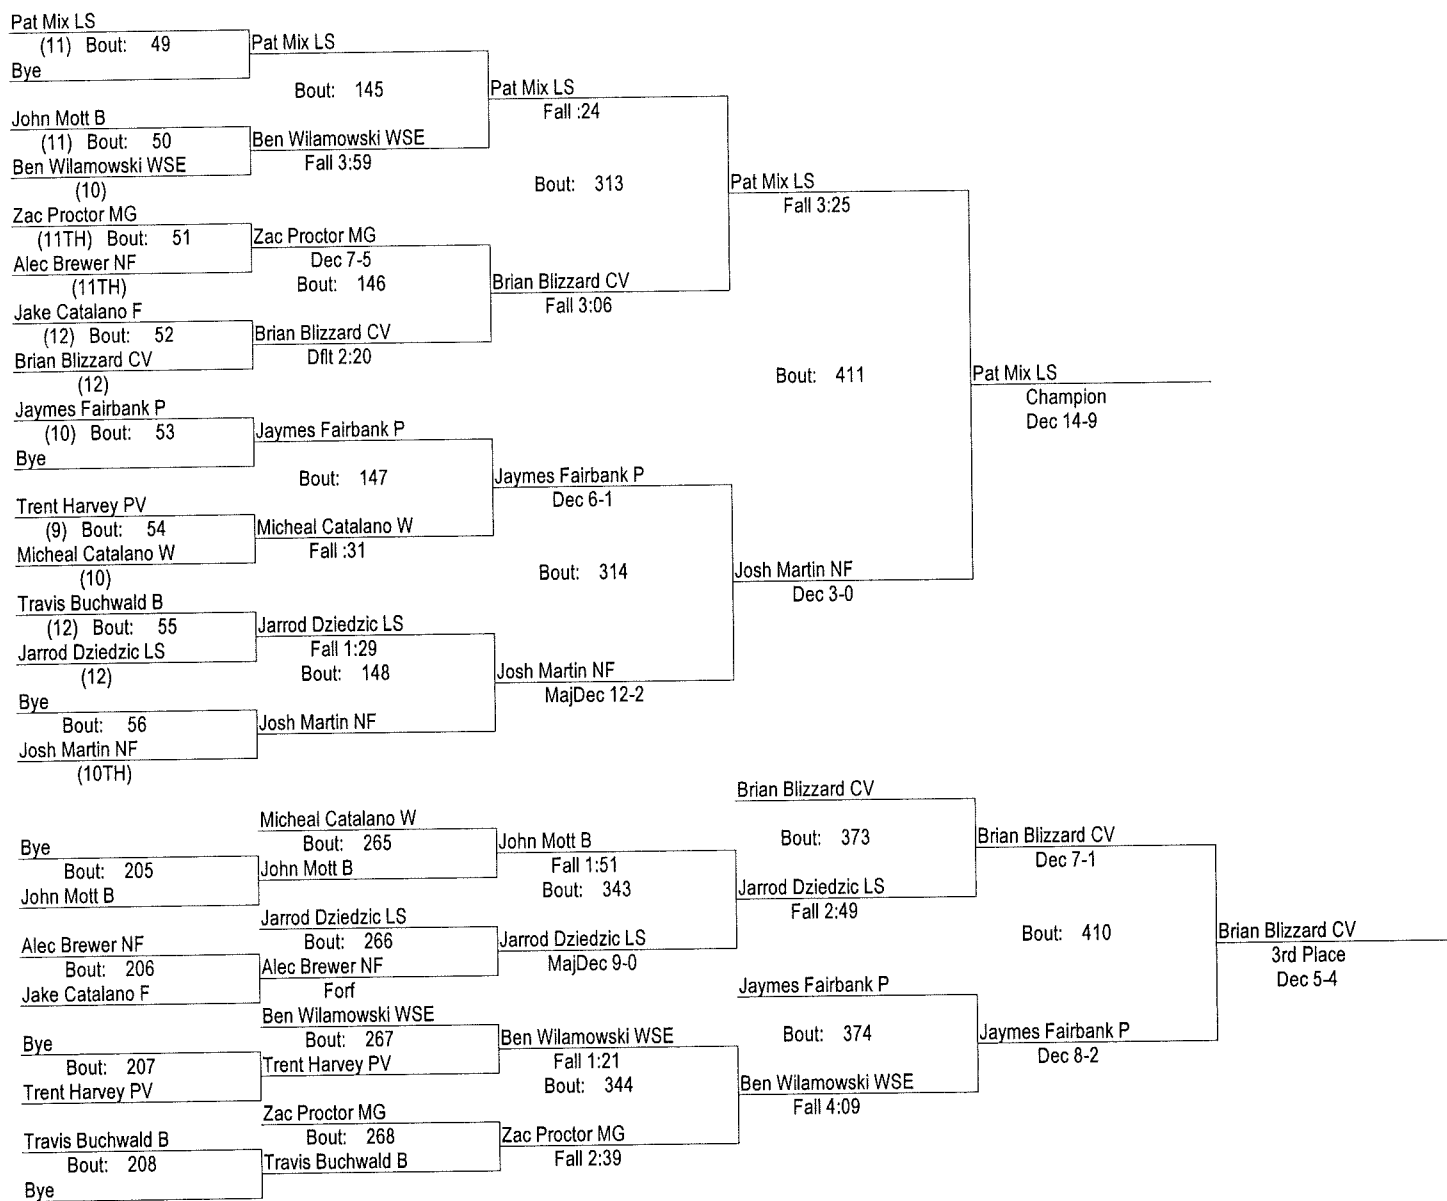 Pat Mix LS
(11) Bout: 49
Bye
Pat Mix LS
Bout: 145
John Mott B
(11) Bout: 50
Ben Wilamowski WSE
(10)
Ben Wilamowski WSE
Fall 3:59
Pat Mix LS
Fall :24
Bout: 313
Zac Proctor MG
(11TH) Bout: 51
Alec Brewer NF
(11TH)
Zac Proctor MG
Dec 7-5
Bout: 146
Jake Catalano F
(12) Bout: 52
Brian Blizzard CV
(12)
Brian Blizzard CV
Dflt 2:20
Brian Blizzard CV
Fall 3:06
Pat Mix LS
Fall 3:25
Bout: 411
Pat Mix LS
Champion
Dec 14-9
Jaymes Fairbank P
(10) Bout: 53
Bye
Jaymes Fairbank P
Bout: 147
Trent Harvey PV
(9) Bout: 54
Micheal Catalano W
(10)
Micheal Catalano W
Fall :31
Jaymes Fairbank P
Dec 6-1
Bout: 314
Travis Buchwald B
(12) Bout: 55
Jarrod Dziedzic LS
(12)
Jarrod Dziedzic LS
Fall 1:29
Bout: 148
Bye
Bout: 56
Josh Martin NF
(10TH)
Josh Martin NF
Josh Martin NF
MajDec 12-2
Josh Martin NF
Dec 3-0
Bye
Bout: 205
John Mott B
Micheal Catalano W
Bout: 265
John Mott B
John Mott B
Fall 1:51
Bout: 343
Alec Brewer NF
Bout: 206
Jake Catalano F
Jarrod Dziedzic LS
Bout: 266
Alec Brewer NF
Forf
Jarrod Dziedzic LS
MajDec 9-0
Brian Blizzard CV
Bout: 373
Jarrod Dziedzic LS
Fall 2:49
Brian Blizzard CV
Dec 7-1
Bout: 410
Brian Blizzard CV
3rd Place
Dec 5-4
Bye
Bout: 207
Trent Harvey PV
Ben Wilamowski WSE
Bout: 267
Trent Harvey PV
Ben Wilamowski WSE
Fall 1:21
Bout: 344
Travis Buchwald B
Bout: 208
Bye
Zac Proctor MG
Bout: 268
Travis Buchwald B
Zac Proctor MG
Fall 2:39
Jaymes Fairbank P
Bout: 374
Ben Wilamowski WSE
Fall 4:09
Jaymes Fairbank P
Dec 8-2